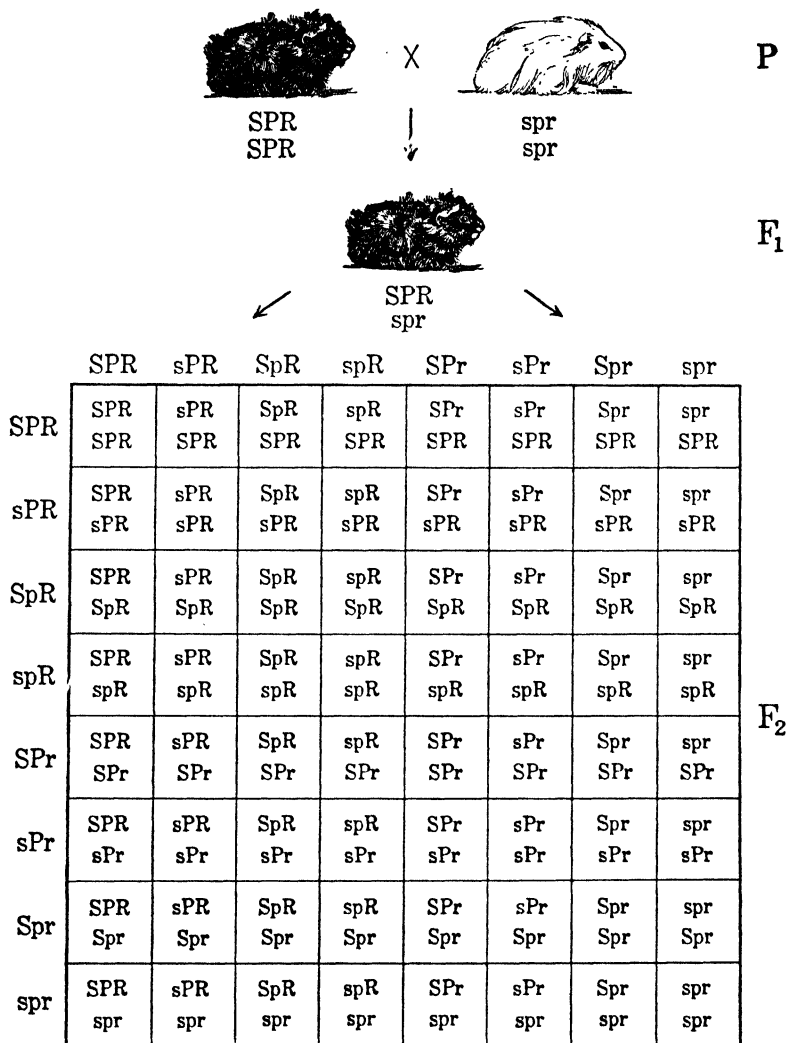 X P
SPR spr
SPR spr
F₁
SPR
spr
SPR sPR SpR spR SPr sPr Spr spr
SPR SPR sPR SpR spR SPr sPr Spr spr
SPR SPR SPR SPR SPR SPR SPR SPR
sPR SPR sPR SpR spR SPr sPr Spr spr
sPR sPR sPR sPR sPR sPR sPR sPR
SpR SPR sPR SpR spR SPr sPr Spr spr
SpR SpR SpR SpR SpR SpR SpR SpR
spR SPR sPR SpR spR SPr sPr Spr spr
spR spR spR spR spR spR spR spR
F₂
SPr SPR sPR SpR spR SPr sPr Spr spr
SPr SPr SPr SPr SPr SPr SPr SPr
sPr SPR sPR SpR spR SPr sPr Spr spr
sPr sPr sPr sPr sPr sPr sPr sPr
Spr SPR sPR SpR spR SPr sPr Spr spr
Spr Spr Spr Spr Spr Spr Spr Spr
spr SPR sPR SpR spR SPr sPr Spr spr
spr spr spr spr spr spr spr spr